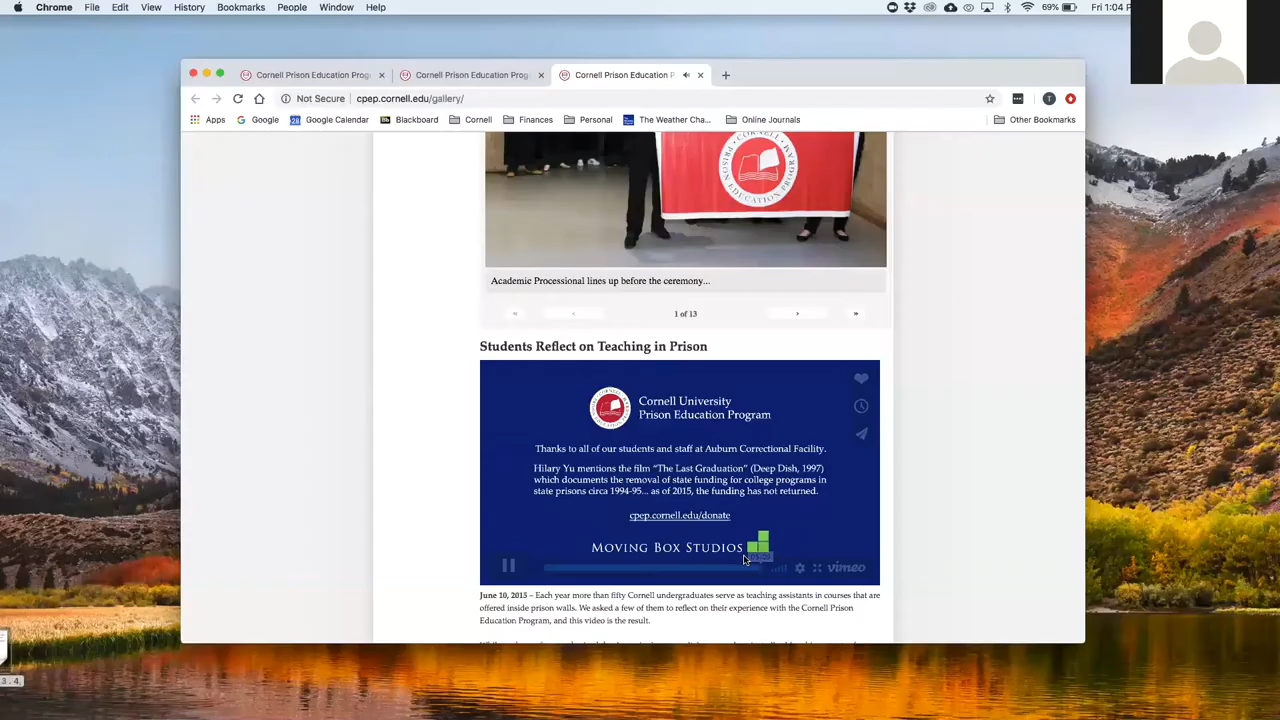 Chrome File Edit View History Bookmarks People Window Help 69% Fri 1:04 P
Cornell Prison Education Prog Cornell Prison Education Prog Cornell Prison Education P
Not Secure cpep.cornell.edu/gallery/ T
Apps Google Google Calendar Blackboard Cornell Finances Personal The Weather Cha... Online Journals Other Bookmarks
CORNELL
PRISON EDUCATION PROGRAM
Academic Processional lines up before the ceremony...
« < 1 of 13 > »
Students Reflect on Teaching in Prison
Cornell University
Prison Education Program
Thanks to all of our students and staff at Auburn Correctional Facility.
Hilary Yu mentions the film “The Last Graduation” (Deep Dish, 1997)
which documents the removal of state funding for college programs in
state prisons circa 1994-95... as of 2015, the funding has not returned.
cpep.cornell.edu/donate
MOVING BOX STUDIOS
vimeo
June 10, 2015 – Each year more than fifty Cornell undergraduates serve as teaching assistants in courses that are
offered inside prison walls. We asked a few of them to reflect on their experience with the Cornell Prison
Education Program, and this video is the result.
3.4.